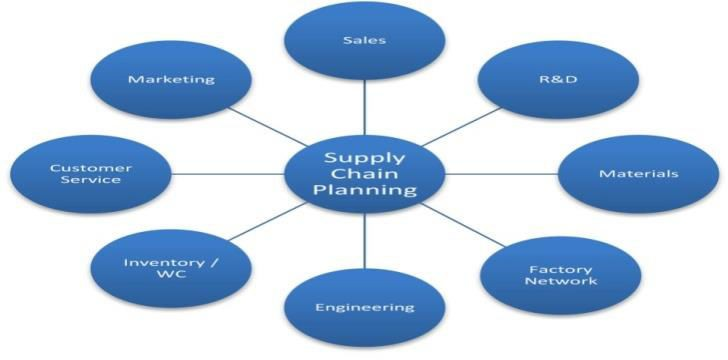 Sales
Marketing
R&D
Customer
Service
Supply
Chain
Planning
Materials
Inventory /
WC
Factory
Network
Engineering